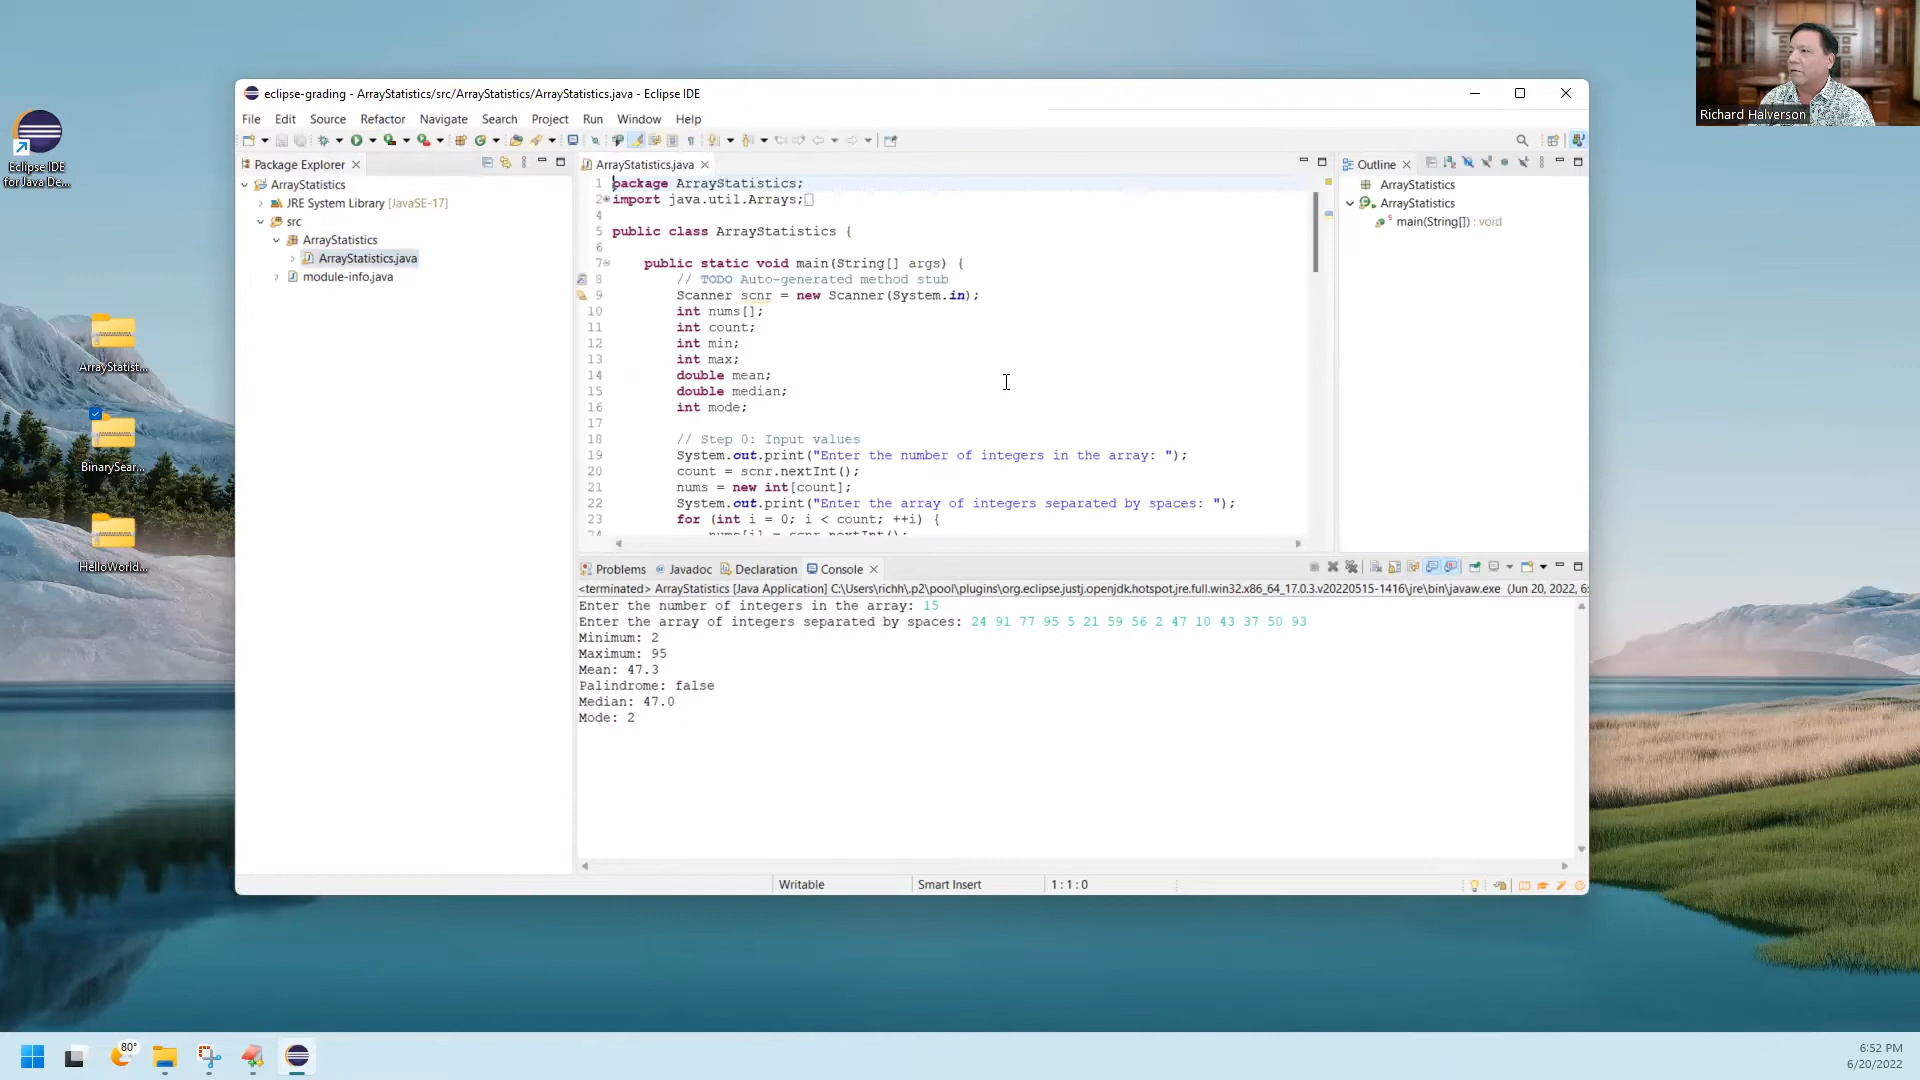 Richard Halverson
Eclipse IDE
for Java De...
ArrayStatist...
BinarySear...
HelloWorld...
eclipse-grading - ArrayStatistics/src/ArrayStatistics/ArrayStatistics.java - Eclipse IDE
File Edit Source Refactor Navigate Search Project Run Window Help
Package Explorer
ArrayStatistics
JRE System Library [JavaSE-17]
src
ArrayStatistics
ArrayStatistics.java
module-info.java
ArrayStatistics.java
1 package ArrayStatistics;
2 import java.util.Arrays;
4
5 public class ArrayStatistics {
6
7 public static void main(String[] args) {
8 // TODO Auto-generated method stub
9 Scanner scnr = new Scanner(System.in);
10 int nums[];
11 int count;
12 int min;
13 int max;
14 double mean;
15 double median;
16 int mode;
17
18 // Step 0: Input values
19 System.out.print("Enter the number of integers in the array: ");
20 count = scnr.nextInt();
21 nums = new int[count];
22 System.out.print("Enter the array of integers separated by spaces: ");
23 for (int i = 0; i < count; ++i) {
24 nums[i] = scnr.nextInt();
Outline
ArrayStatistics
ArrayStatistics
main(String[]) : void
Problems Javadoc Declaration Console
<terminated> ArrayStatistics [Java Application] C:\Users\richh\.p2\pool\plugins\org.eclipse.justj.openjdk.hotspot.jre.full.win32.x86_64_17.0.3.v20220515-1416\jre\bin\javaw.exe (Jun 20, 2022, 6:
Enter the number of integers in the array: 15
Enter the array of integers separated by spaces: 24 91 77 95 5 21 59 56 2 47 10 43 37 50 93
Minimum: 2
Maximum: 95
Mean: 47.3
Palindrome: false
Median: 47.0
Mode: 2
Writable Smart Insert 1 : 1 : 0
80°
6:52 PM
6/20/2022